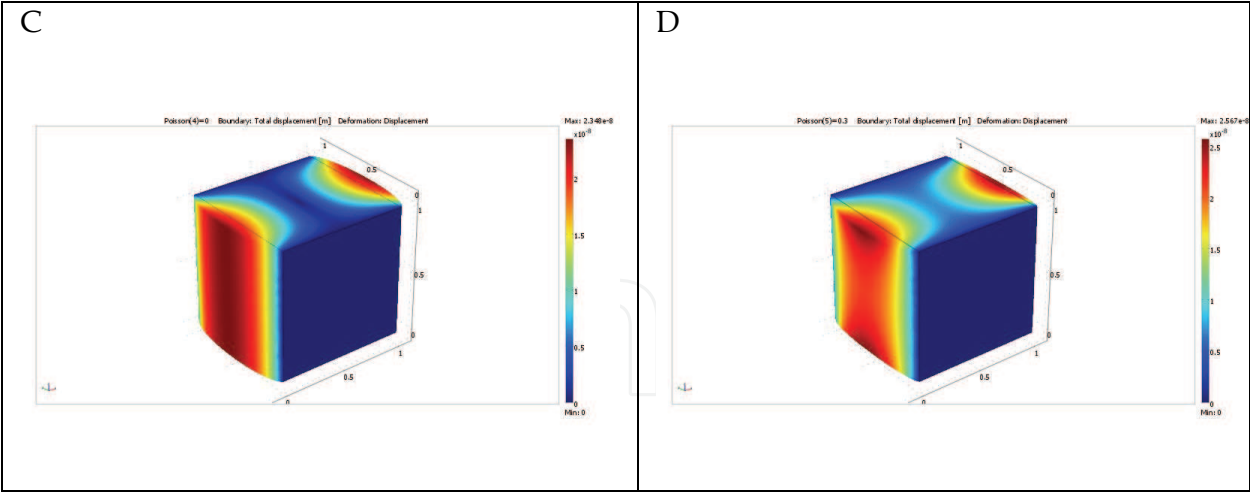 C
Poisson(4)=0 Boundary: Total displacement [m] Deformation: Displacement
Max: 2.348e-8
x10⁻⁸
2
1.5
1
0.5
0
Min: 0
1
0.5
0
1
0.5
0
1
0.5
0
D
Poisson(5)=0.3 Boundary: Total displacement [m] Deformation: Displacement
Max: 2.567e-8
x10⁻⁸
2.5
2
1.5
1
0.5
0
Min: 0
1
0.5
0
1
0.5
0
1
0.5
0